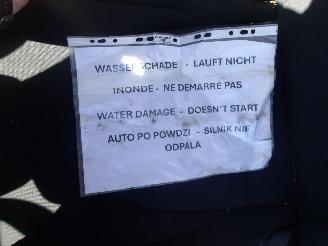 WASSERSCHADE - LAUFT NICHT
INONDE - NE DEMARRE PAS
WATER DAMAGE - DOESN'T START
AUTO PO POWDZI - SILNIK NIE
ODPALA